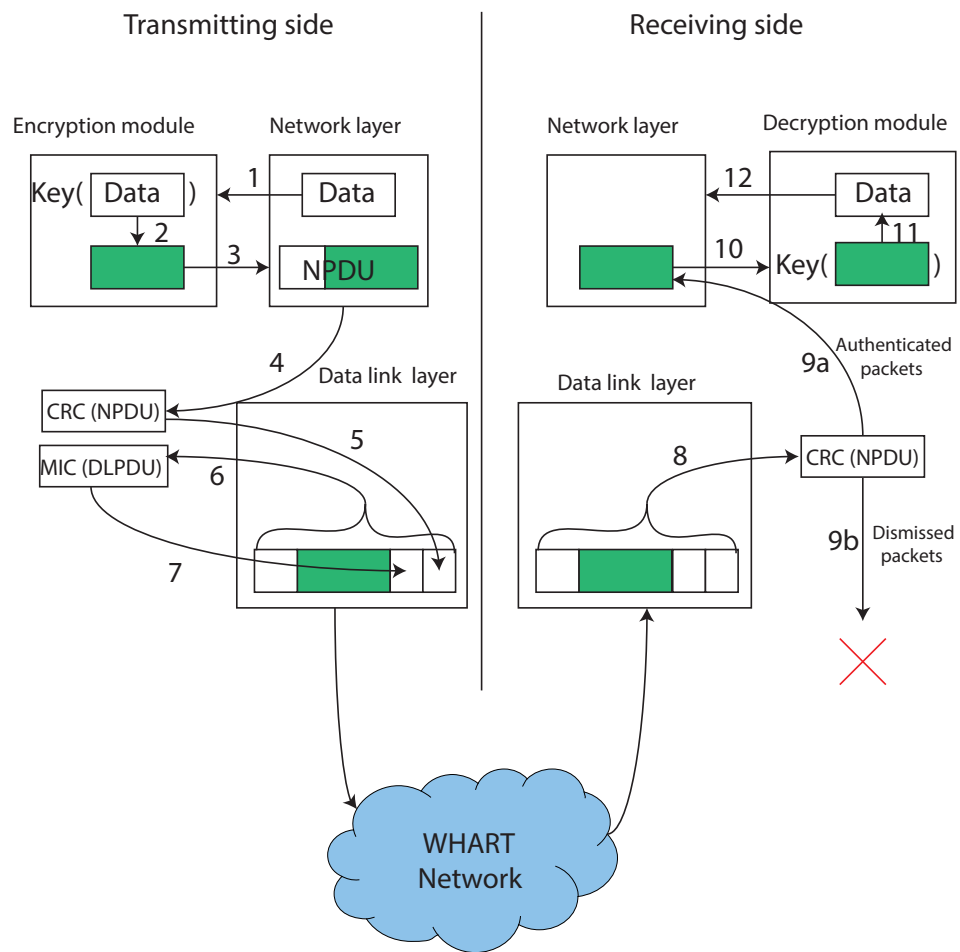 Transmitting side
Receiving side
Encryption module
Network layer
Network layer
Decryption module
Key(
Data
)
1
Data
2
3
NPDU
12
Data
11
10
Key(
)
4
Data link layer
CRC (NPDU)
5
MIC (DLPDU)
6
7
Data link layer
8
9a
Authenticated
packets
CRC (NPDU)
9b
Dismissed
packets
WHART
Network